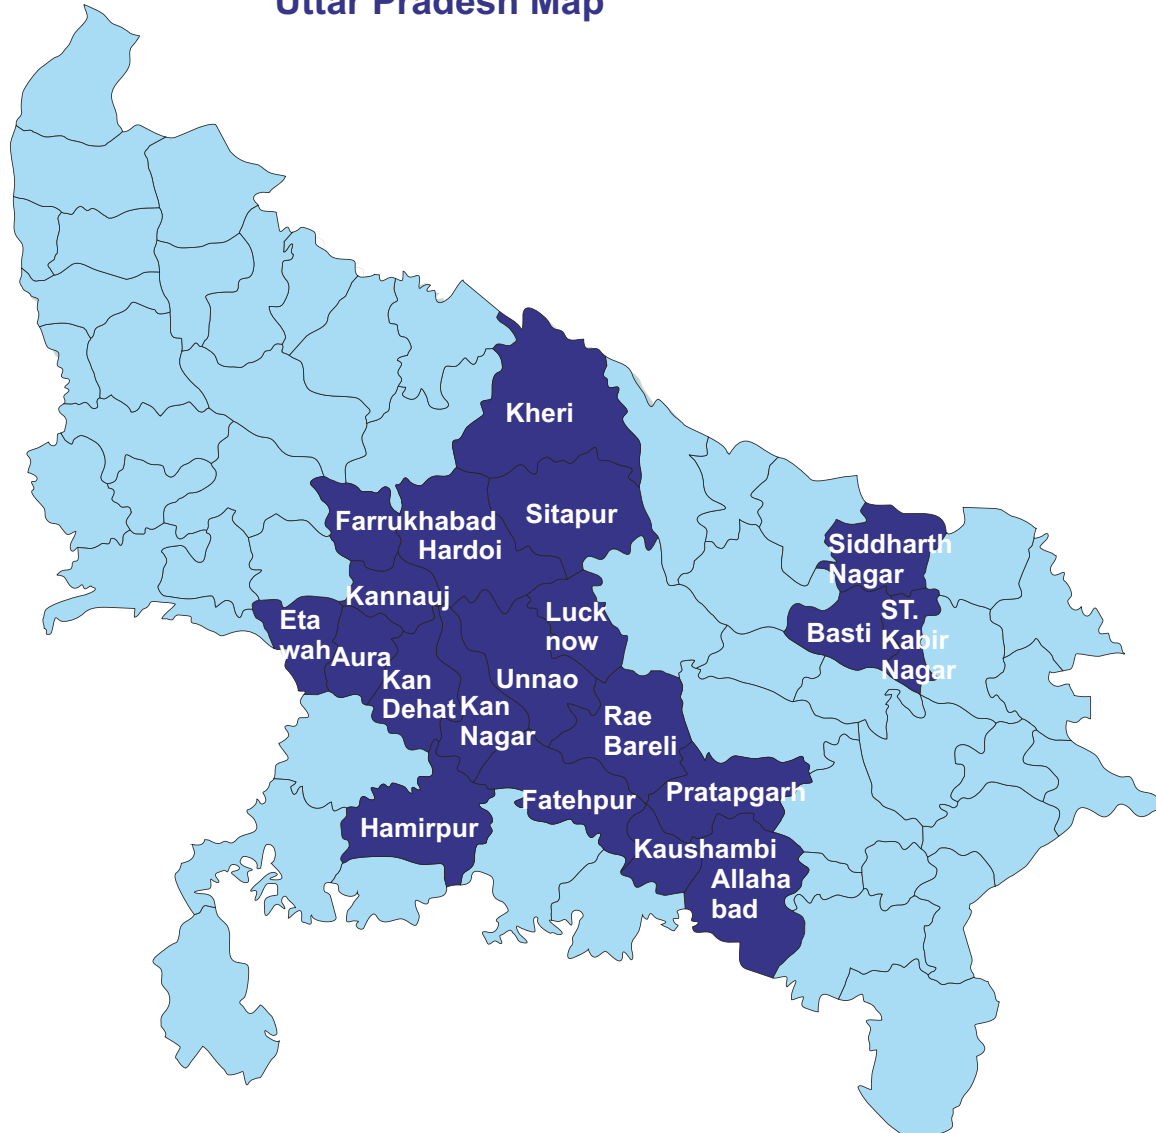 Uttar Pradesh Map
Kheri
Sitapur
Farrukhabad
Hardoi
Siddharth
Nagar
Kannauj
Luck
now
Basti
ST.
Kabir
Nagar
Eta
wah
Aura
Kan
Dehat
Unnao
Kan
Nagar
Rae
Bareli
Fatehpur
Pratapgarh
Hamirpur
Kaushambi
Allaha
bad